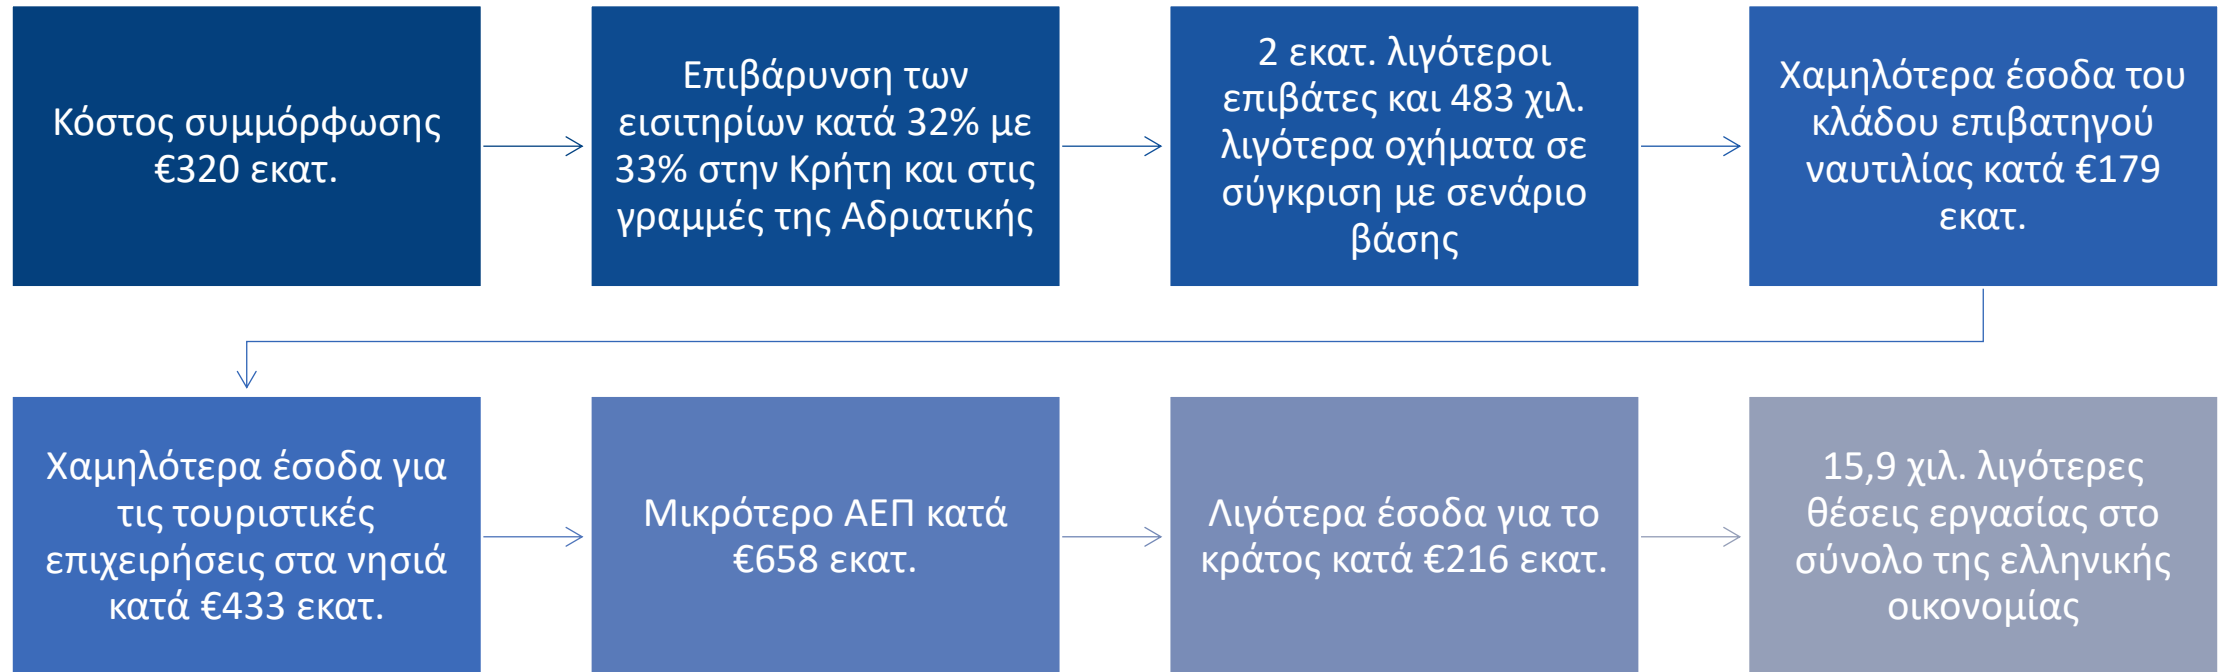 Κόστος συμμόρφωσης
€320 εκατ.
Επιβάρυνση των
εισιτηρίων κατά 32% με
33% στην Κρήτη και στις
γραμμές της Αδριατικής
2 εκατ. λιγότεροι
επιβάτες και 483 χιλ.
λιγότερα οχήματα σε
σύγκριση με σενάριο
βάσης
Χαμηλότερα έσοδα του
κλάδου επιβατηγού
ναυτιλίας κατά €179
εκατ.
Χαμηλότερα έσοδα για
τις τουριστικές
επιχειρήσεις στα νησιά
κατά €433 εκατ.
Μικρότερο ΑΕΠ κατά
€658 εκατ.
Λιγότερα έσοδα για το
κράτος κατά €216 εκατ.
15,9 χιλ. λιγότερες
θέσεις εργασίας στο
σύνολο της ελληνικής
οικονομίας